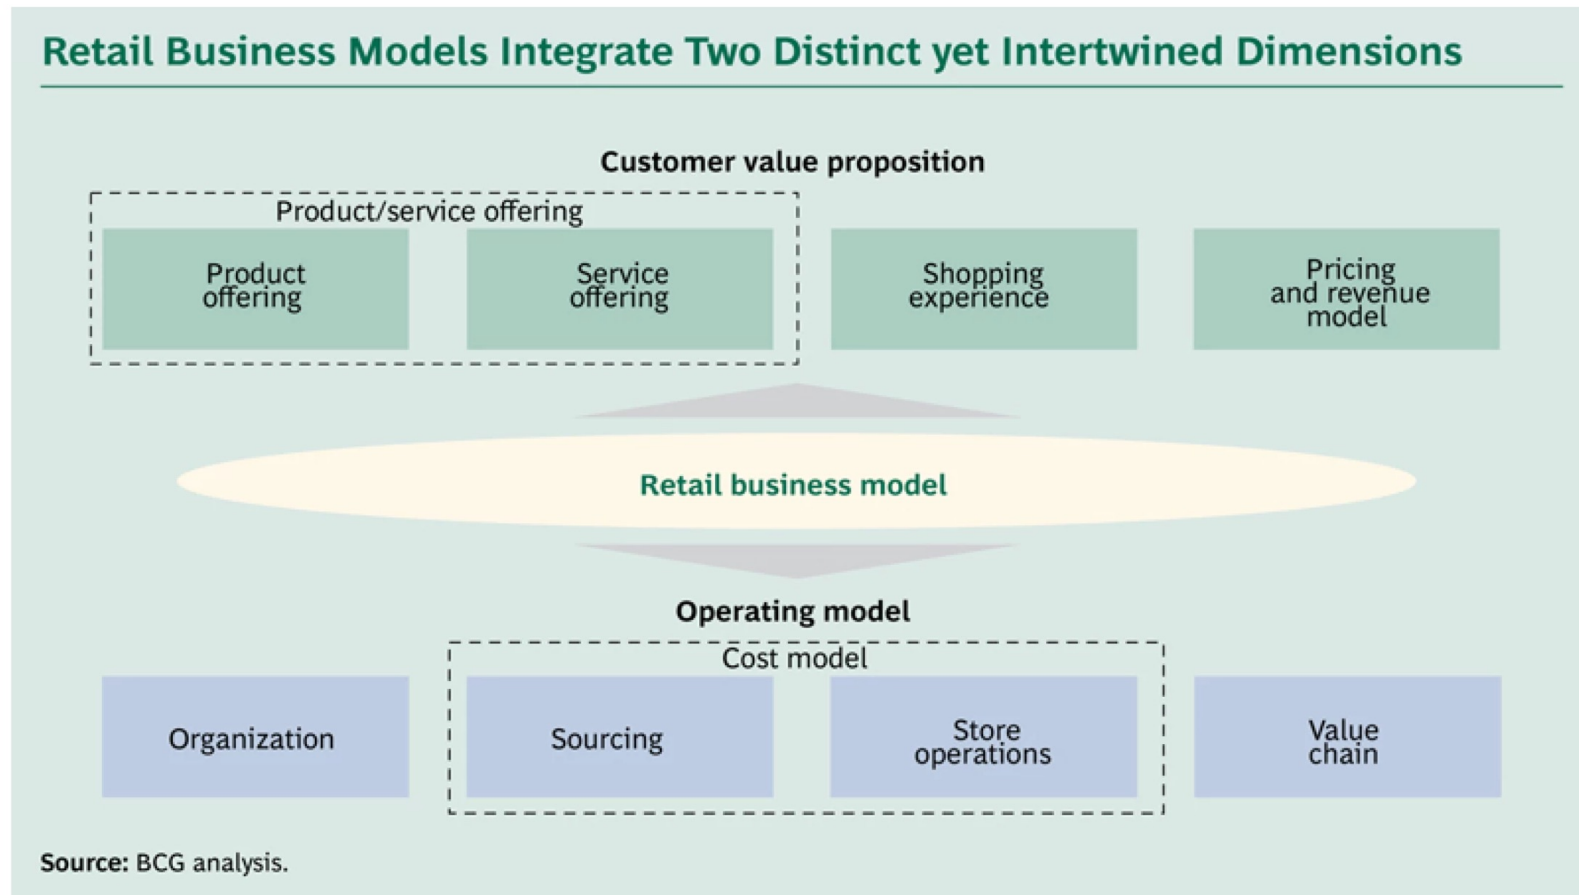 Retail Business Models Integrate Two Distinct yet Intertwined Dimensions
Customer value proposition
Product/service offering
Product
offering
Service
offering
Shopping
experience
Pricing
and revenue
model
Retail business model
Operating model
Cost model
Organization
Sourcing
Store
operations
Value
chain
Source: BCG analysis.